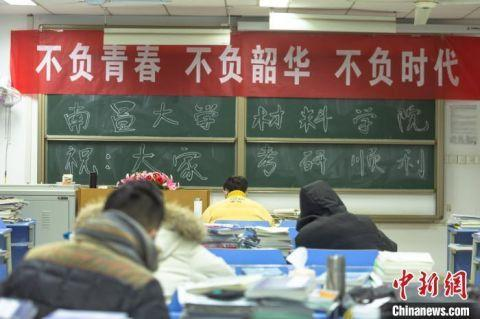 不负青春 不负韶华 不负时代
南昌大学 材料学院
祝:大家 考研顺利
中新网
Chinanews.com